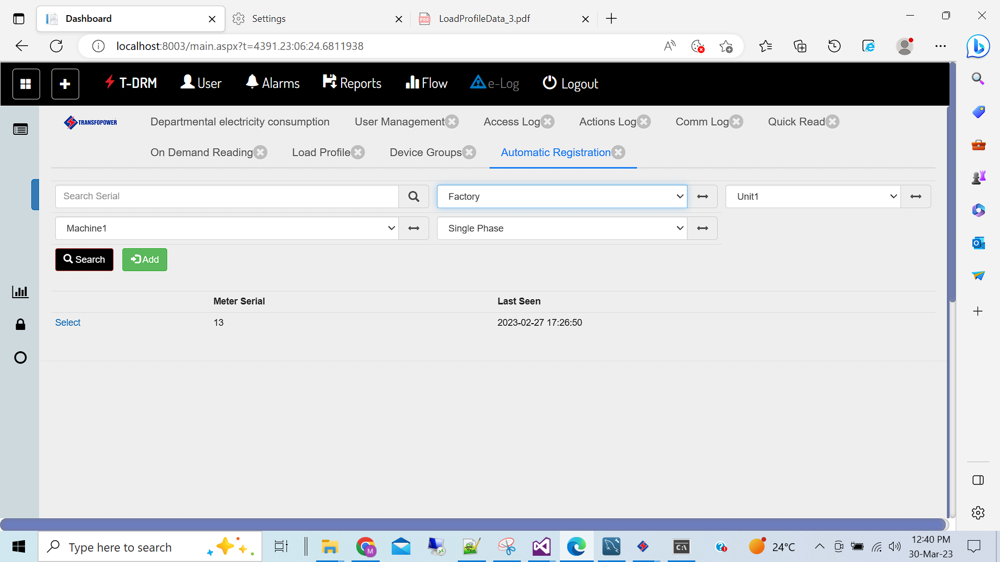 Dashboard
Settings
LoadProfileData_3.pdf
localhost:8003/main.aspx?t=4391.23:06:24.6811938
T-DRM
User
Alarms
Reports
Flow
e-Log
Logout
TRANSFOPOWER
Departmental electricity consumption
User Management
Access Log
Actions Log
Comm Log
Quick Read
On Demand Reading
Load Profile
Device Groups
Automatic Registration
Search Serial
Factory
Unit1
Machine1
Single Phase
Search
Add
Meter Serial
Last Seen
Select
13
2023-02-27 17:26:50
Type here to search
24°C
12:40 PM
30-Mar-23